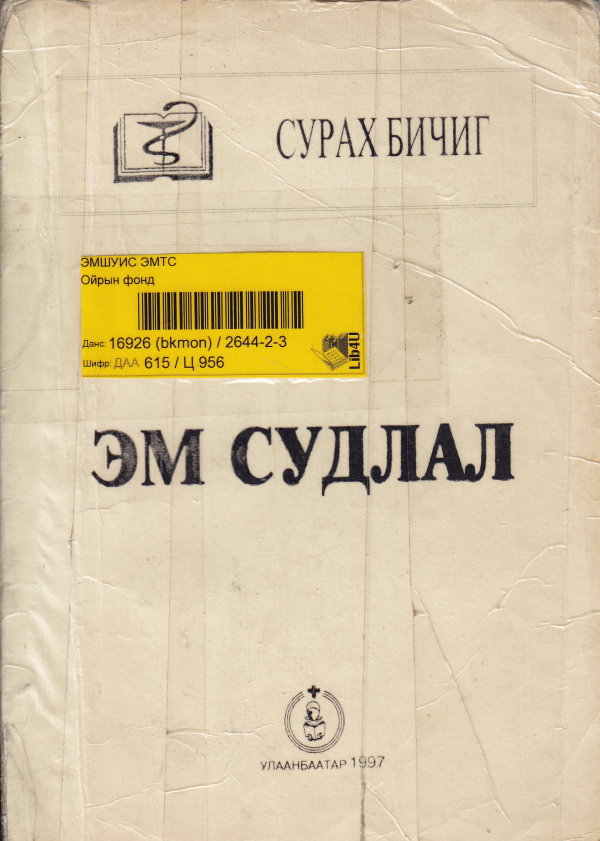 СУРАХ БИЧИГ
ЭМШУИС ЭМТС
Ойрын фонд
Данс: 16926 (bkmon) / 2644-2-3
Шифр: ДАА 615 / Ц 956
Lib4U
ЭМ СУДЛАЛ
УЛААНБААТАР 1997